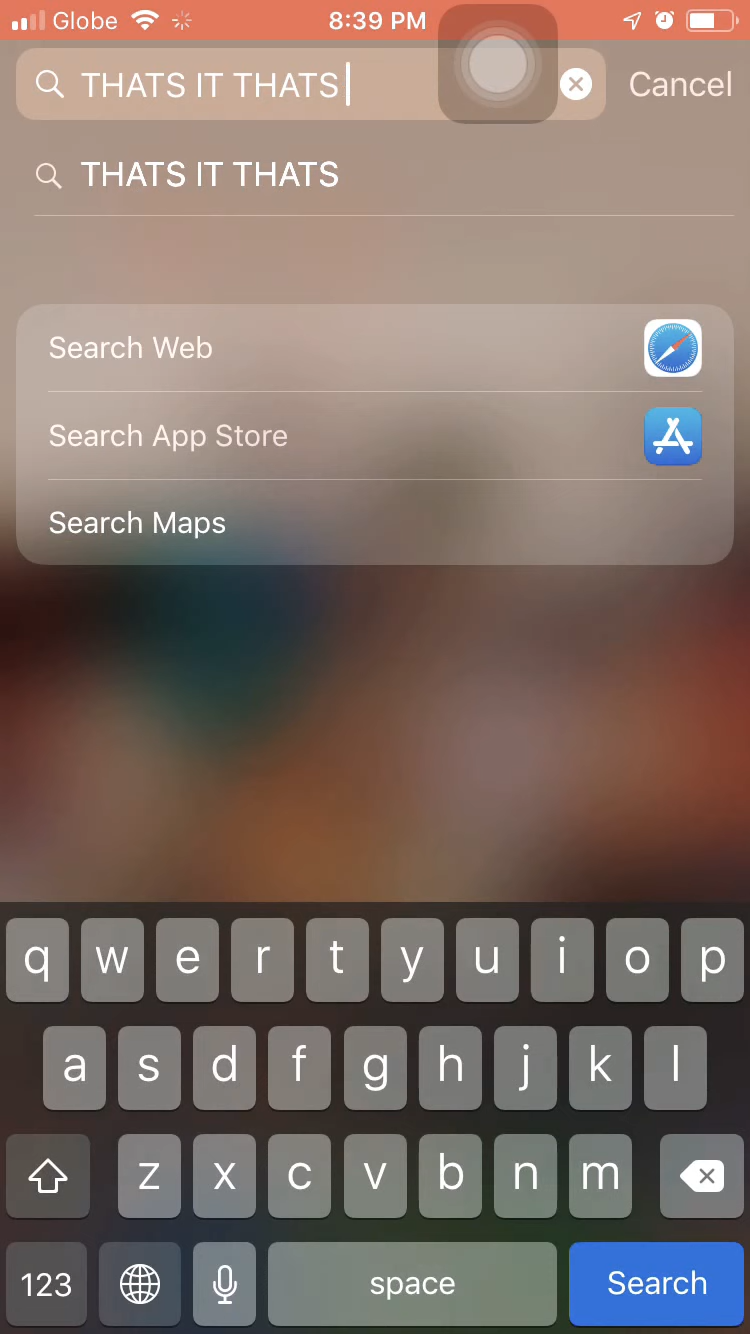 Globe 8:39 PM
THATS IT THATS Cancel
THATS IT THATS
Search Web
Search App Store
Search Maps
q w e r t y u i o p
a s d f g h j k l
z x c v b n m
123 space Search